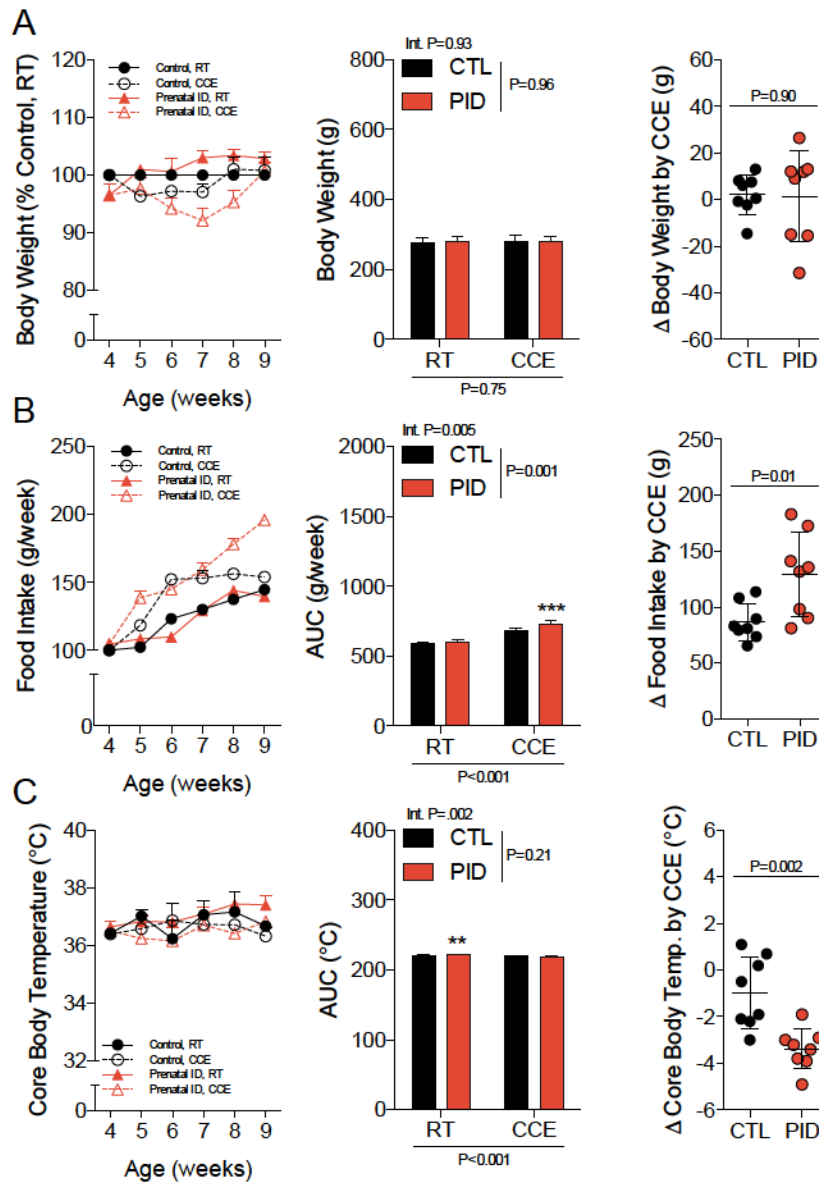 A
Body Weight (% Control, RT)
120
110
100
90
80
0
Control, RT
Control, CCE
Prenatal ID, RT
Prenatal ID, CCE
4 5 6 7 8 9
Age (weeks)
Int. P=0.93
CTL
PID
P=0.96
Body Weight (g)
800
600
400
200
0
RT CCE
P=0.75
Δ Body Weight by CCE (g)
60
40
20
0
-20
-40
-60
P=0.90
CTL PID
B
Food Intake (g/week)
250
200
150
100
0
Control, RT
Control, CCE
Prenatal ID, RT
Prenatal ID, CCE
4 5 6 7 8 9
Age (weeks)
Int. P=0.005
CTL
PID
P=0.001
AUC (g/week)
2000
1500
1000
500
0
***
RT CCE
P<0.001
Δ Food Intake by CCE (g)
250
200
150
100
50
0
P=0.01
CTL PID
C
Core Body Temperature (°C)
40
38
36
34
32
0
Control, RT
Control, CCE
Prenatal ID, RT
Prenatal ID, CCE
4 5 6 7 8 9
Age (weeks)
Int. P=.002
CTL
PID
P=0.21
AUC (°C)
400
300
200
100
0
**
RT CCE
P<0.001
Δ Core Body Temp. by CCE (°C)
6
4
2
0
-2
-4
-6
P=0.002
CTL PID